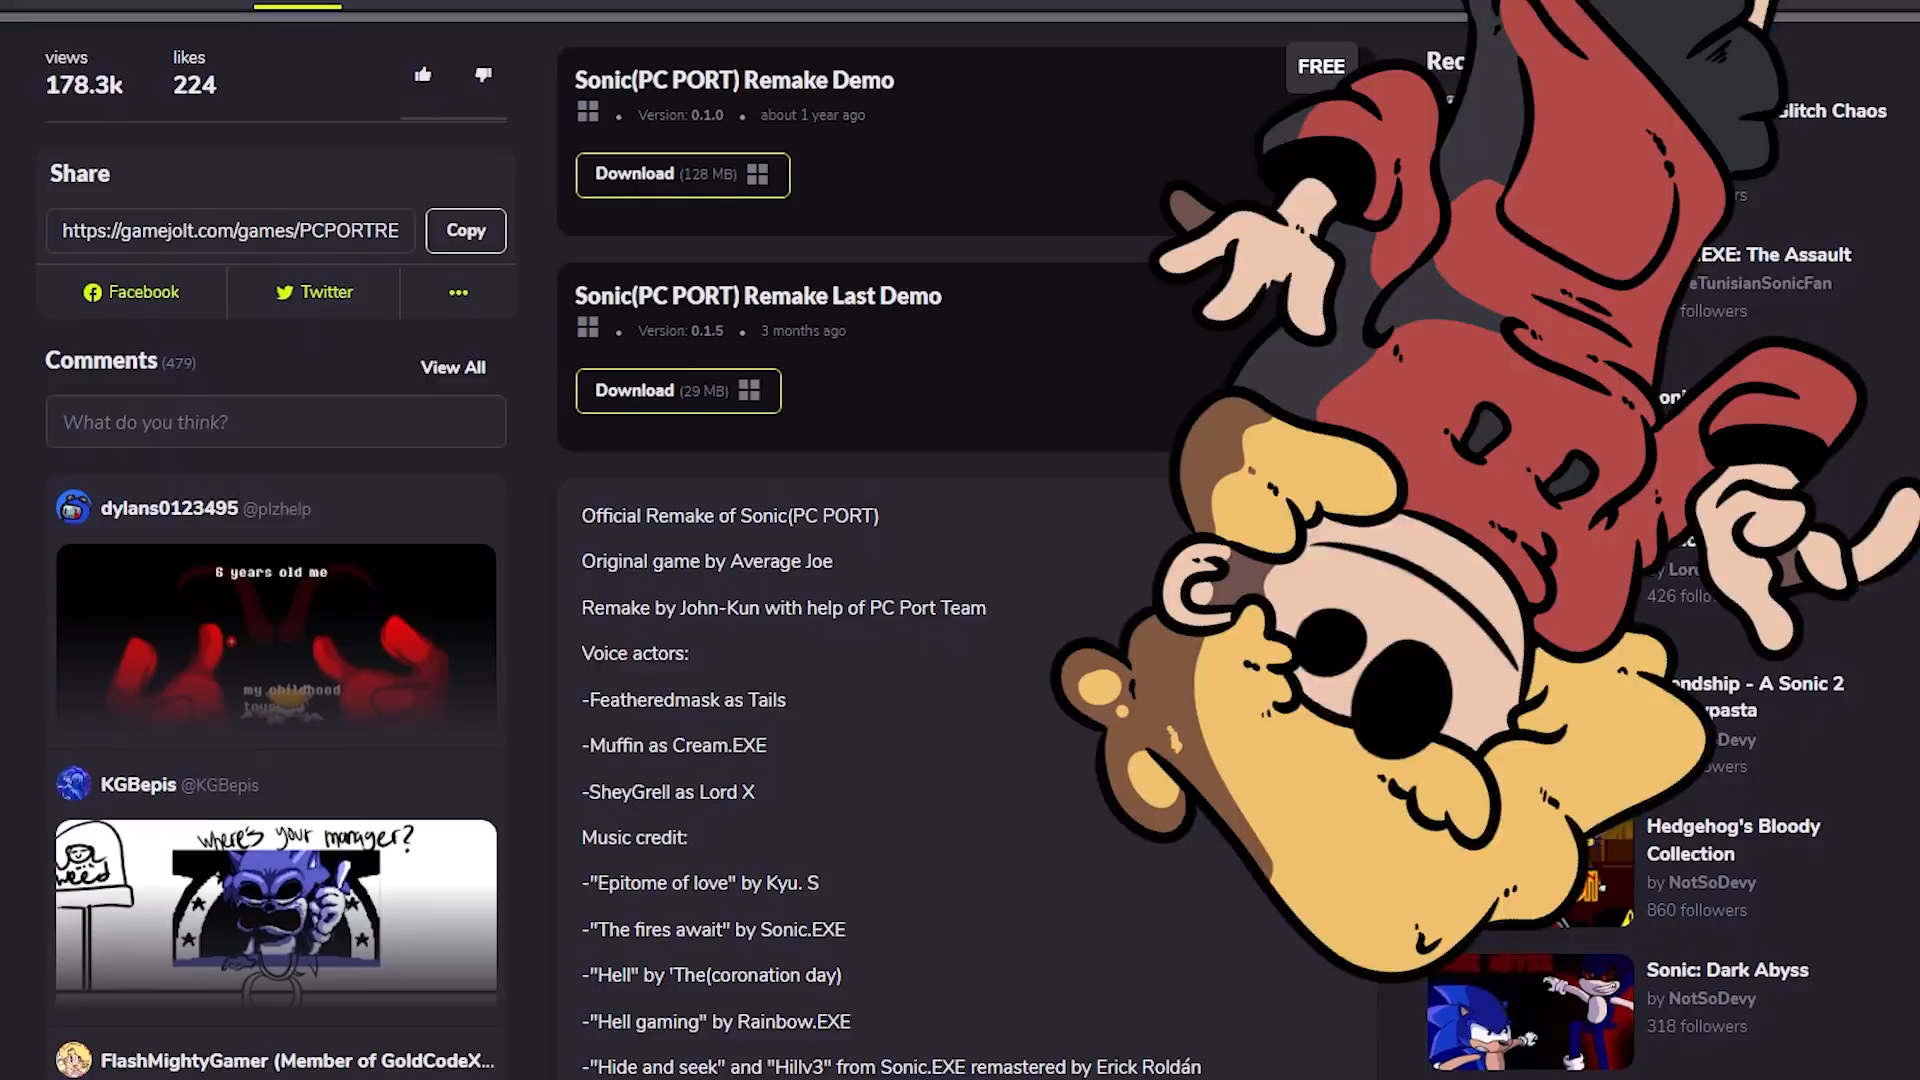 views
178.3k
likes
224
Share
https://gamejolt.com/games/PCPORTRE
Copy
Facebook
Twitter
Comments (479)
View All
What do you think?
dylans0123495 @plzhelp
6 years old me
my childhood
toys
KGBepis @KGBepis
where's your manager?
weed
FlashMightyGamer (Member of GoldCodeX...
Sonic(PC PORT) Remake Demo
FREE
Version: 0.1.0 • about 1 year ago
Download (128 MB)
Sonic(PC PORT) Remake Last Demo
Version: 0.1.5 • 3 months ago
Download (29 MB)
Official Remake of Sonic(PC PORT)
Original game by Average Joe
Remake by John-Kun with help of PC Port Team
Voice actors:
-Featheredmask as Tails
-Muffin as Cream.EXE
-SheyGrell as Lord X
Music credit:
-"Epitome of love" by Kyu. S
-"The fires await" by Sonic.EXE
-"Hell" by 'The(coronation day)
-"Hell gaming" by Rainbow.EXE
-"Hide and seek" and "Hillv3" from Sonic.EXE remastered by Erick Roldán
Rec
Glitch Chaos
.EXE: The Assault
eTunisianSonicFan
followers
426 follo
ndship - A Sonic 2
ypasta
Devy
wers
Hedgehog's Bloody
Collection
by NotSoDevy
860 followers
Sonic: Dark Abyss
by NotSoDevy
318 followers